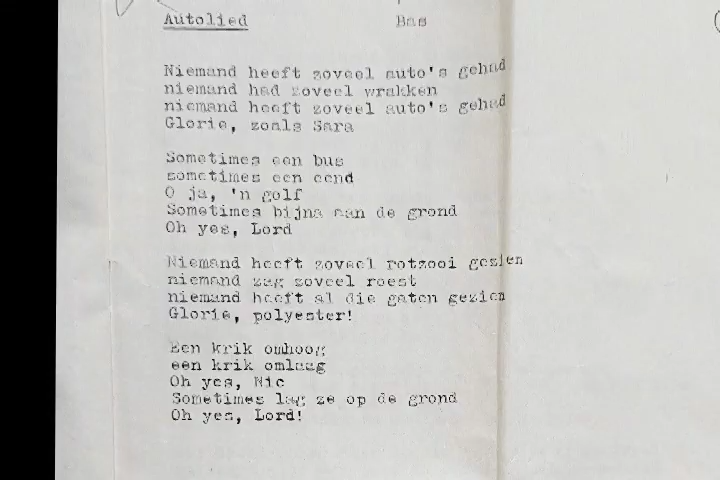 Autolied Bas
Niemand heeft zoveel auto's gehad
niemand had zoveel wrakken
niemand heeft zoveel auto's gehad
Glorie, zoals Sara
Sometimes een bus
sometimes een eend
O ja, 'n golf
Sometimes bijna aan de grond
Oh yes, Lord
Niemand heeft zoveel rotzooi gezien
niemand zag zoveel roest
niemand heeft al die gaten gezien
Glorie, polyester!
Een krik omhoog
een krik omlaag
Oh yes, Nic
Sometimes lag ze op de grond
Oh yes, Lord!